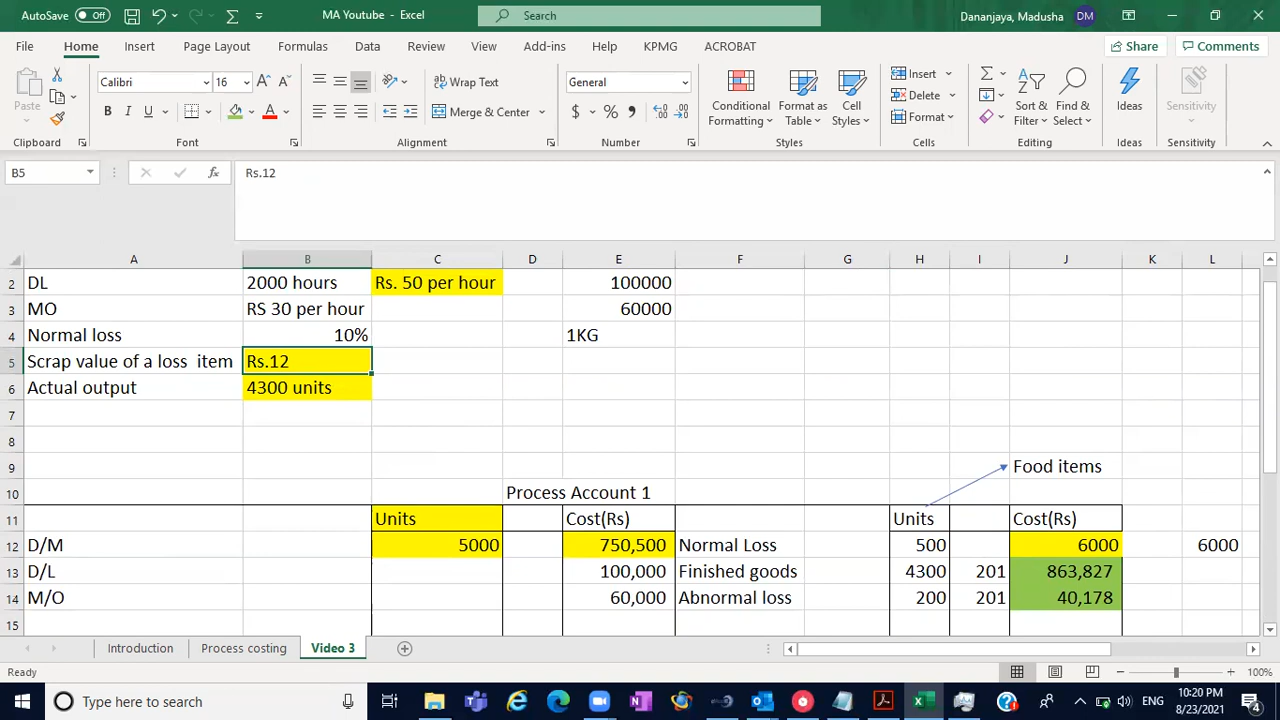 AutoSave Off
MA Youtube - Excel
Search
Dananjaya, Madusha DM
File Home Insert Page Layout Formulas Data Review View Add-ins Help KPMG ACROBAT Share Comments
Paste
Calibri 16
Wrap Text
Merge & Center
General
Conditional Formatting
Format as Table
Cell Styles
Insert
Delete
Format
Sort & Filter
Find & Select
Ideas
Sensitivity
Clipboard Font Alignment Number Styles Cells Editing Ideas Sensitivity
B5 fx Rs.12
A B C D E F G H I J K L
2 DL 2000 hours Rs. 50 per hour 100000
3 MO RS 30 per hour 60000
4 Normal loss 10% 1KG
5 Scrap value of a loss item Rs.12
6 Actual output 4300 units
7
8
9 Food items
10 Process Account 1
11 Units Cost(Rs) Units Cost(Rs)
12 D/M 5000 750,500 Normal Loss 500 6000 6000
13 D/L 100,000 Finished goods 4300 201 863,827
14 M/O 60,000 Abnormal loss 200 201 40,178
15
Introduction Process costing Video 3
Ready 100%
Type here to search
ENG
10:20 PM
8/23/2021
4